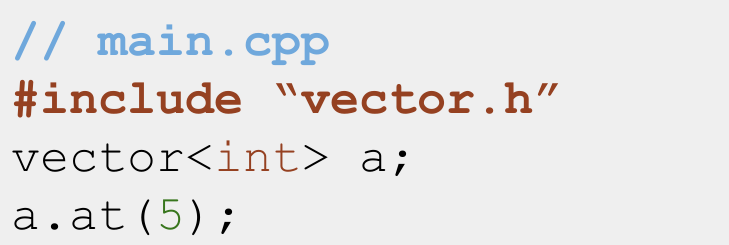 // main.cpp
#include “vector.h”
vector<int> a;
a.at(5);